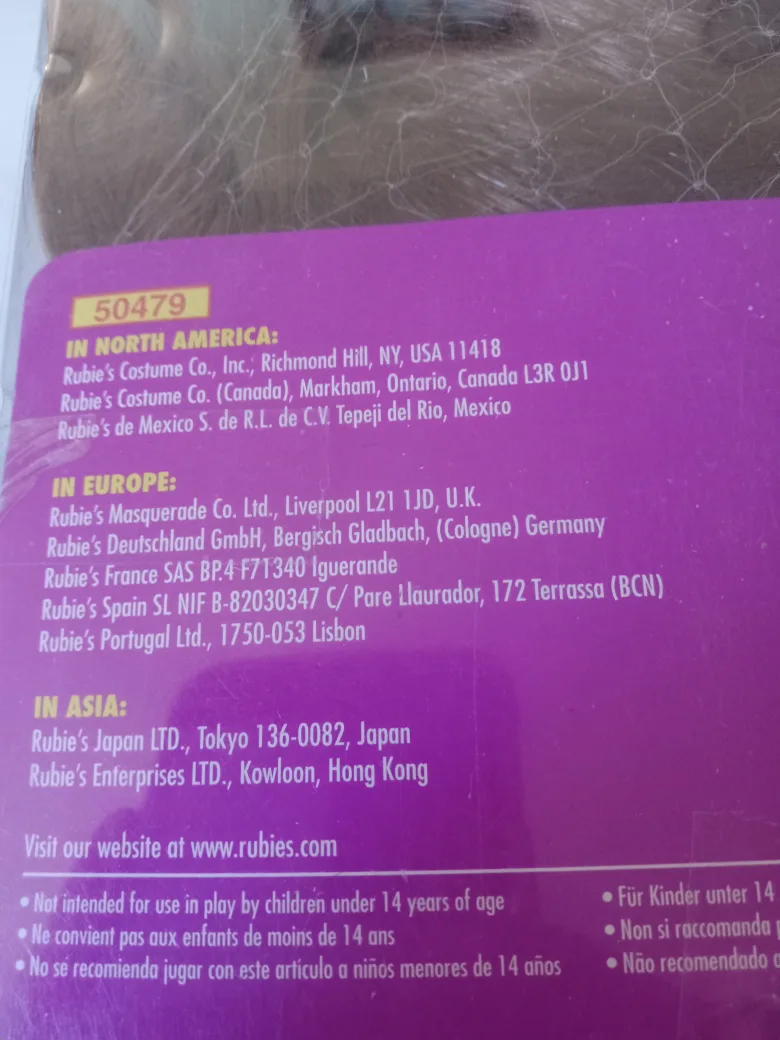 50479
IN NORTH AMERICA:
Rubie's Costume Co., Inc., Richmond Hill, NY, USA 11418
Rubie's Costume Co. (Canada), Markham, Ontario, Canada L3R 0J1
Rubie's de Mexico S. de R.L. de C.V. Tepeji del Rio, Mexico
IN EUROPE:
Rubie's Masquerade Co. Ltd., Liverpool L21 1JD, U.K.
Rubie's Deutschland GmbH, Bergisch Gladbach, (Cologne) Germany
Rubie's France SAS BP.4 F71340 Iguerande
Rubie's Spain SL NIF B-82030347 C/ Pare Llaurador, 172 Terrassa (BCN)
Rubie's Portugal Ltd., 1750-053 Lisbon
IN ASIA:
Rubie's Japan LTD., Tokyo 136-0082, Japan
Rubie's Enterprises LTD., Kowloon, Hong Kong
Visit our website at www.rubies.com
• Not intended for use in play by children under 14 years of age
• Ne convient pas aux enfants de moins de 14 ans
• No se recomienda jugar con este artículo a niños menores de 14 años
• Für Kinder unter 14
• Non si raccomanda
• Não recomendado